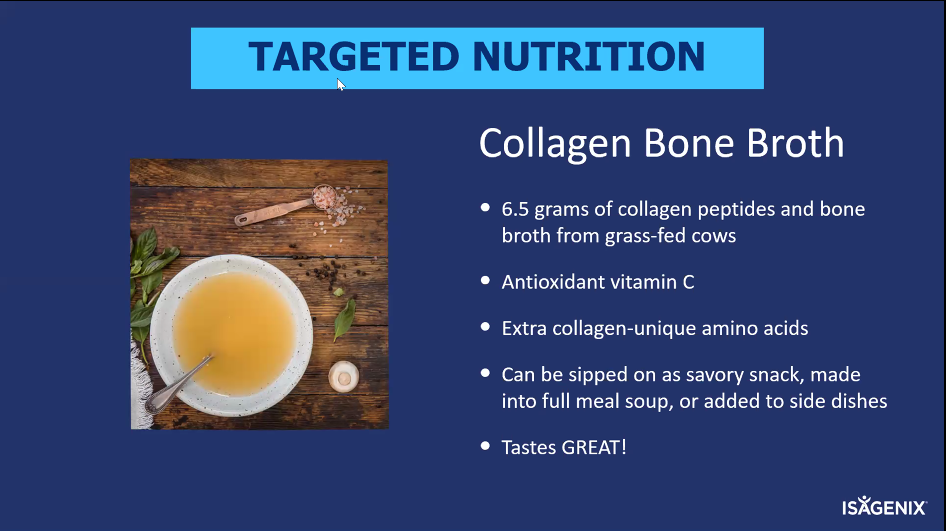 TARGETED NUTRITION
Collagen Bone Broth
• 6.5 grams of collagen peptides and bone
broth from grass-fed cows
• Antioxidant vitamin C
• Extra collagen-unique amino acids
• Can be sipped on as savory snack, made
into full meal soup, or added to side dishes
• Tastes GREAT!
ISAGENIX